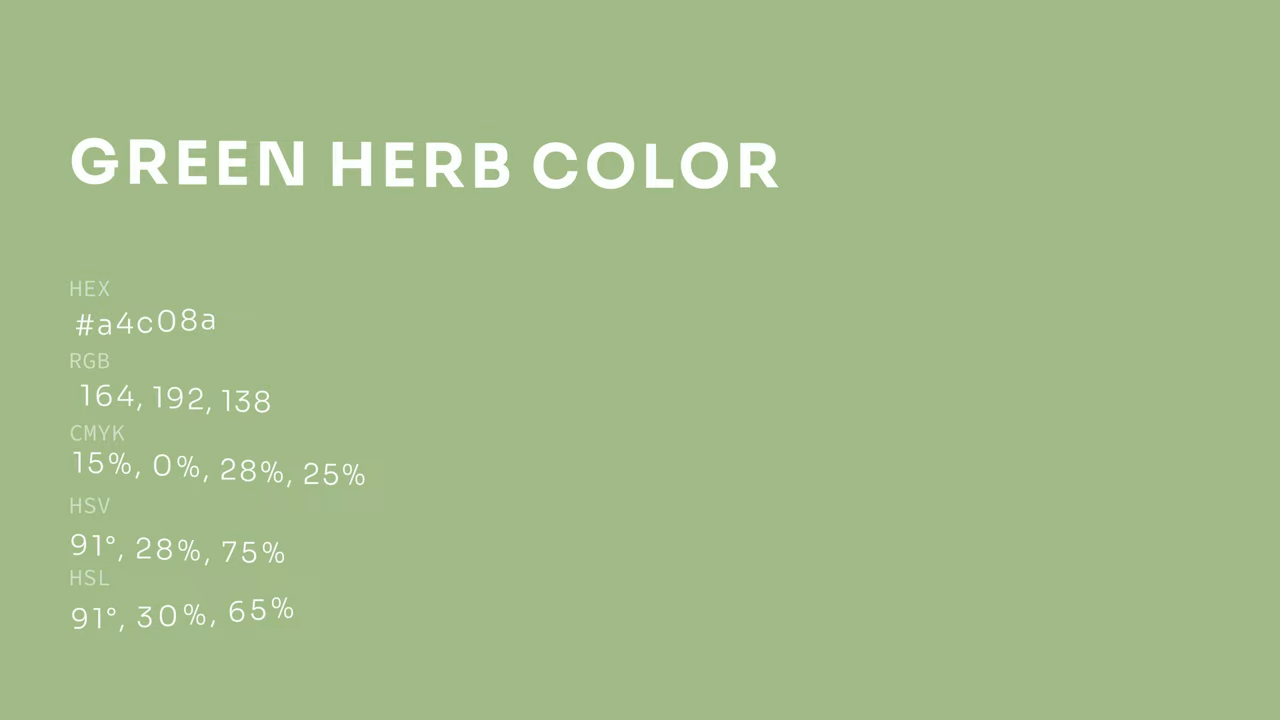 GREEN HERB COLOR
HEX
#a4c08a
RGB
164, 192, 138
CMYK
15%, 0%, 28%, 25%
HSV
91°, 28%, 75%
HSL
91°, 30%, 65%